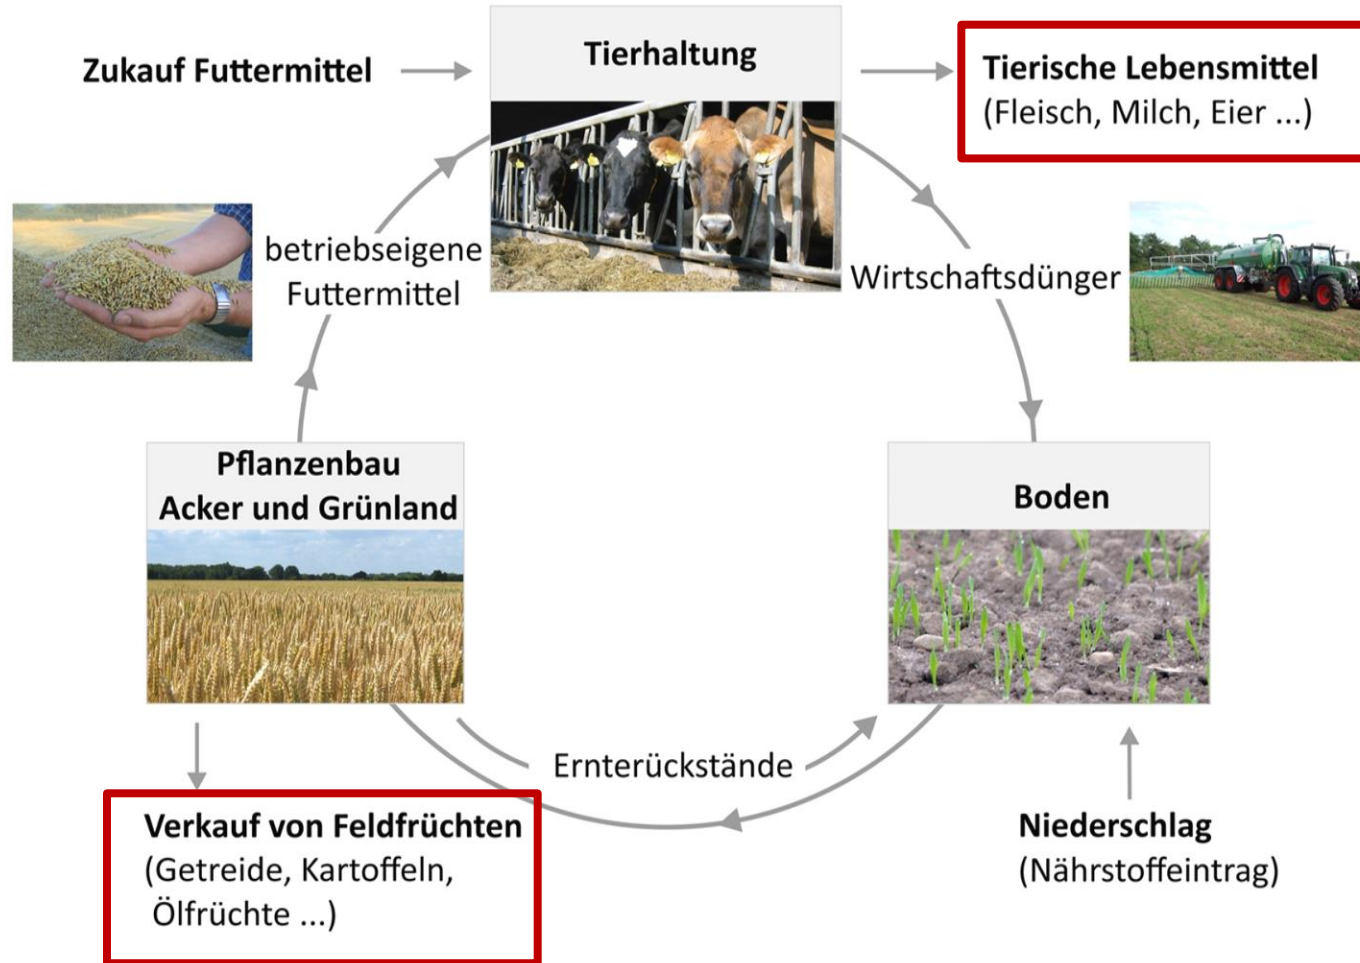 Zukauf Futtermittel
Tierhaltung
Tierische Lebensmittel
(Fleisch, Milch, Eier ...)
betriebseigene
Futtermittel
Wirtschaftsdünger
Pflanzenbau
Acker und Grünland
Boden
Ernterückstände
Verkauf von Feldfrüchten
(Getreide, Kartoffeln,
Ölfrüchte ...)
Niederschlag
(Nährstoffeintrag)